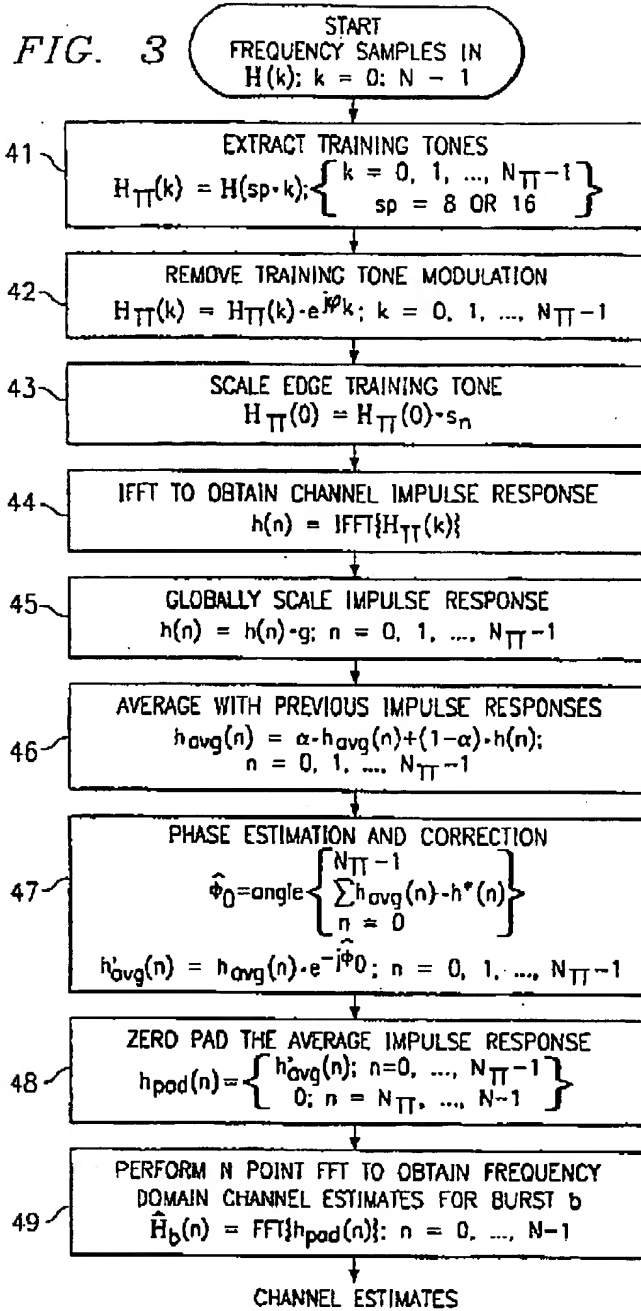 FIG. 3
START
FREQUENCY SAMPLES IN
H(k); k = 0: N - 1
41
EXTRACT TRAINING TONES
H_TT(k) = H(sp·k); { k = 0, 1, ..., N_TT-1
sp = 8 OR 16 }
42
REMOVE TRAINING TONE MODULATION
H_TT(k) = H_TT(k)·e^jφk; k = 0, 1, ..., N_TT-1
43
SCALE EDGE TRAINING TONE
H_TT(0) = H_TT(0)·s_n
44
IFFT TO OBTAIN CHANNEL IMPULSE RESPONSE
h(n) = IFFT{H_TT(k)}
45
GLOBALLY SCALE IMPULSE RESPONSE
h(n) = h(n)·g; n = 0, 1, ..., N_TT-1
46
AVERAGE WITH PREVIOUS IMPULSE RESPONSES
h_avg(n) = α·h_avg(n)+(1-α)·h(n);
n = 0, 1, ..., N_TT-1
47
PHASE ESTIMATION AND CORRECTION
N_TT-1
ϕ̂_0=angle{ ∑h_avg(n)-h*(n) }
n = 0
h'_avg(n) = h_avg(n)·e^-jϕ̂0; n = 0, 1, ..., N_TT-1
48
ZERO PAD THE AVERAGE IMPULSE RESPONSE
h_pad(n)= { h'_avg(n); n=0, ..., N_TT-1
0; n = N_TT, ..., N-1 }
49
PERFORM N POINT FFT TO OBTAIN FREQUENCY
DOMAIN CHANNEL ESTIMATES FOR BURST b
Ĥ_b(n) = FFT{h_pad(n)}: n = 0, ..., N-1
CHANNEL ESTIMATES